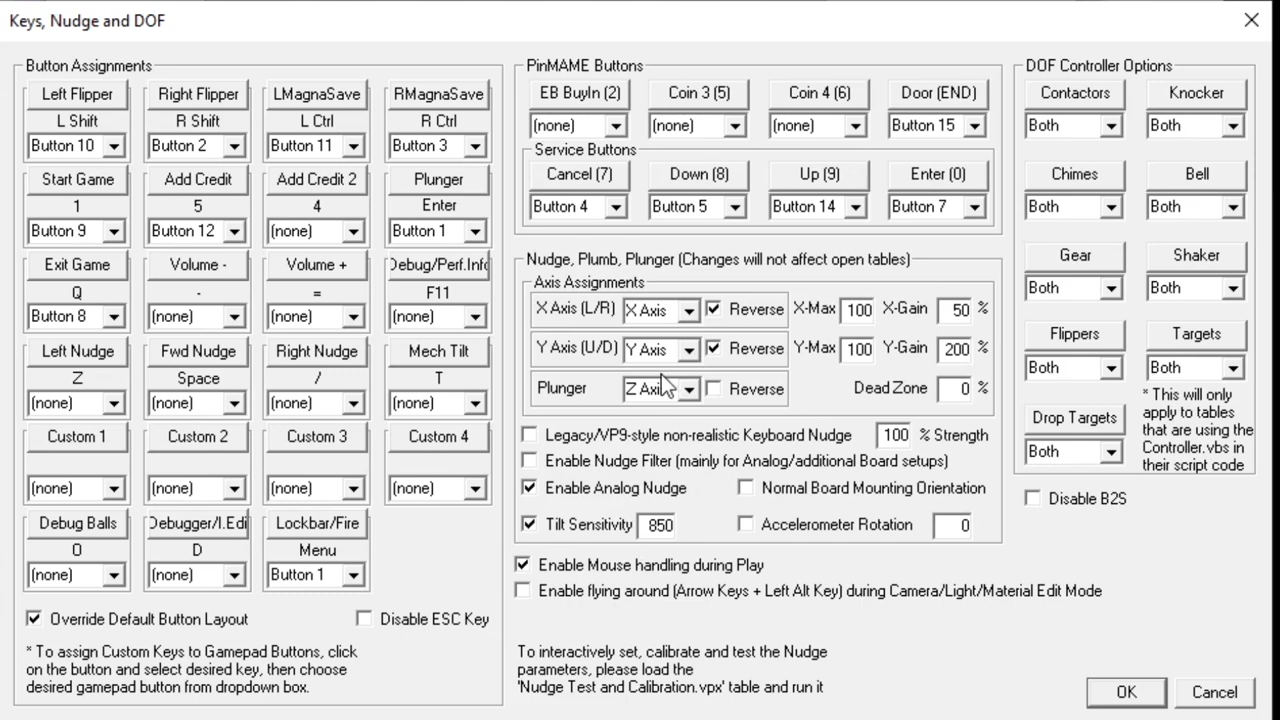 Keys, Nudge and DOF
Button Assignments
Left Flipper Right Flipper LMagnaSave RMagnaSave
L Shift R Shift L Ctrl R Ctrl
Button 10 Button 2 Button 11 Button 3
Start Game Add Credit Add Credit 2 Plunger
1 5 4 Enter
Button 9 Button 12 (none) Button 1
Exit Game Volume - Volume + Debug/Perf.Info
Q - = F11
Button 8 (none) (none) (none)
Left Nudge Fwd Nudge Right Nudge Mech Tilt
Z Space / T
(none) (none) (none) (none)
Custom 1 Custom 2 Custom 3 Custom 4
(none) (none) (none) (none)
Debug Balls Debugger/I.Edi Lockbar/Fire
O D Menu
(none) (none) Button 1
Override Default Button Layout Disable ESC Key
* To assign Custom Keys to Gamepad Buttons, click
on the button and select desired key, then choose
desired gamepad button from dropdown box.
PinMAME Buttons
EB BuyIn (2) Coin 3 (5) Coin 4 (6) Door (END)
(none) (none) (none) Button 15
Service Buttons
Cancel (7) Down (8) Up (9) Enter (0)
Button 4 Button 5 Button 14 Button 7
Nudge, Plumb, Plunger (Changes will not affect open tables)
Axis Assignments
X Axis (L/R) X Axis Reverse X-Max 100 X-Gain 50 %
Y Axis (U/D) Y Axis Reverse Y-Max 100 Y-Gain 200 %
Plunger Z Axis Reverse Dead Zone 0 %
Legacy/VP9-style non-realistic Keyboard Nudge 100 % Strength
Enable Nudge Filter (mainly for Analog/additional Board setups)
Enable Analog Nudge Normal Board Mounting Orientation
Tilt Sensitivity 850 Accelerometer Rotation 0
Enable Mouse handling during Play
Enable flying around (Arrow Keys + Left Alt Key) during Camera/Light/Material Edit Mode
To interactively set, calibrate and test the Nudge
parameters, please load the
'Nudge Test and Calibration.vpx' table and run it
DOF Controller Options
Contactors Knocker
Both Both
Chimes Bell
Both Both
Gear Shaker
Both Both
Flippers Targets
Both Both
Drop Targets
Both
* This will only
apply to tables
that are using the
Controller.vbs in
their script code
Disable B2S
OK Cancel